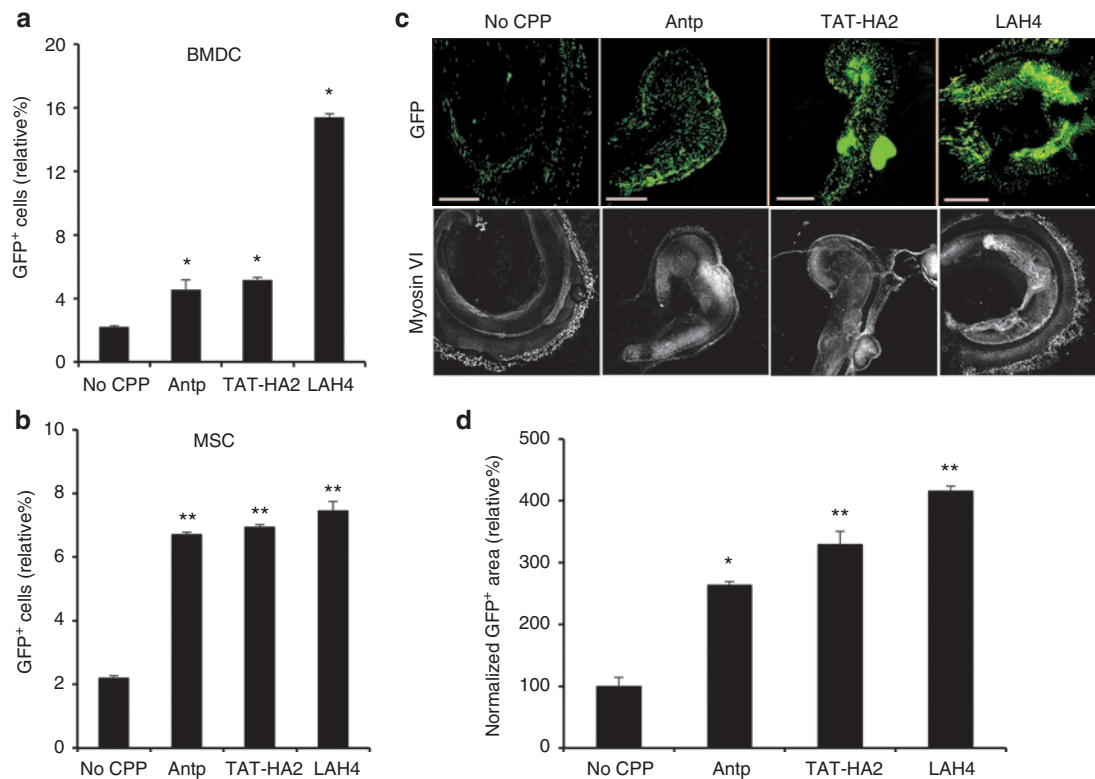 a
BMDC
GFP+ cells (relative%)
20
16
12
8
4
0
*
*
*
No CPP Antp TAT-HA2 LAH4
b
MSC
GFP+ cells (relative%)
10
8
6
4
2
0
**
**
**
No CPP Antp TAT-HA2 LAH4
c
No CPP Antp TAT-HA2 LAH4
GFP
Myosin VI
d
Normalized GFP+ area (relative%)
500
400
300
200
100
0
*
**
**
No CPP Antp TAT-HA2 LAH4